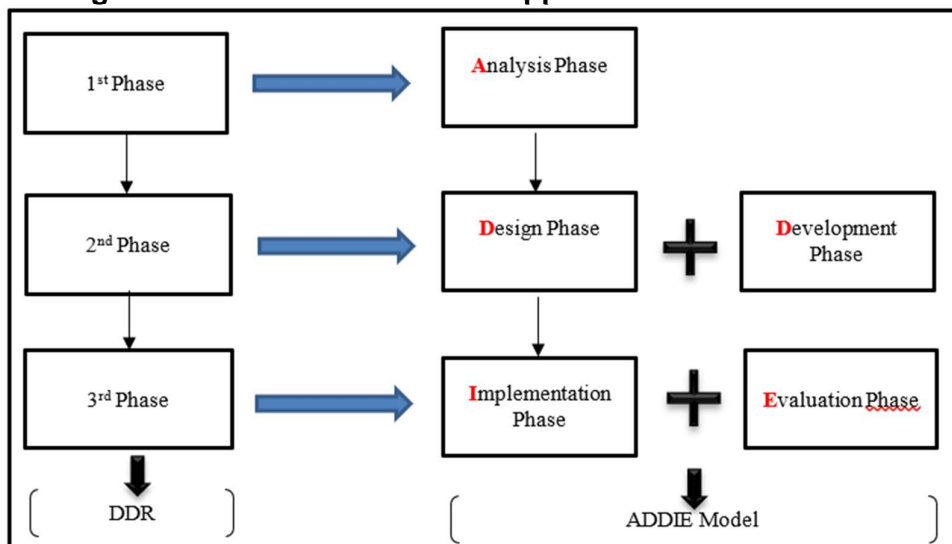 1st Phase
Analysis Phase
2nd Phase
Design Phase
Development
Phase
3rd Phase
Implementation
Phase
Evaluation Phase
DDR
ADDIE Model